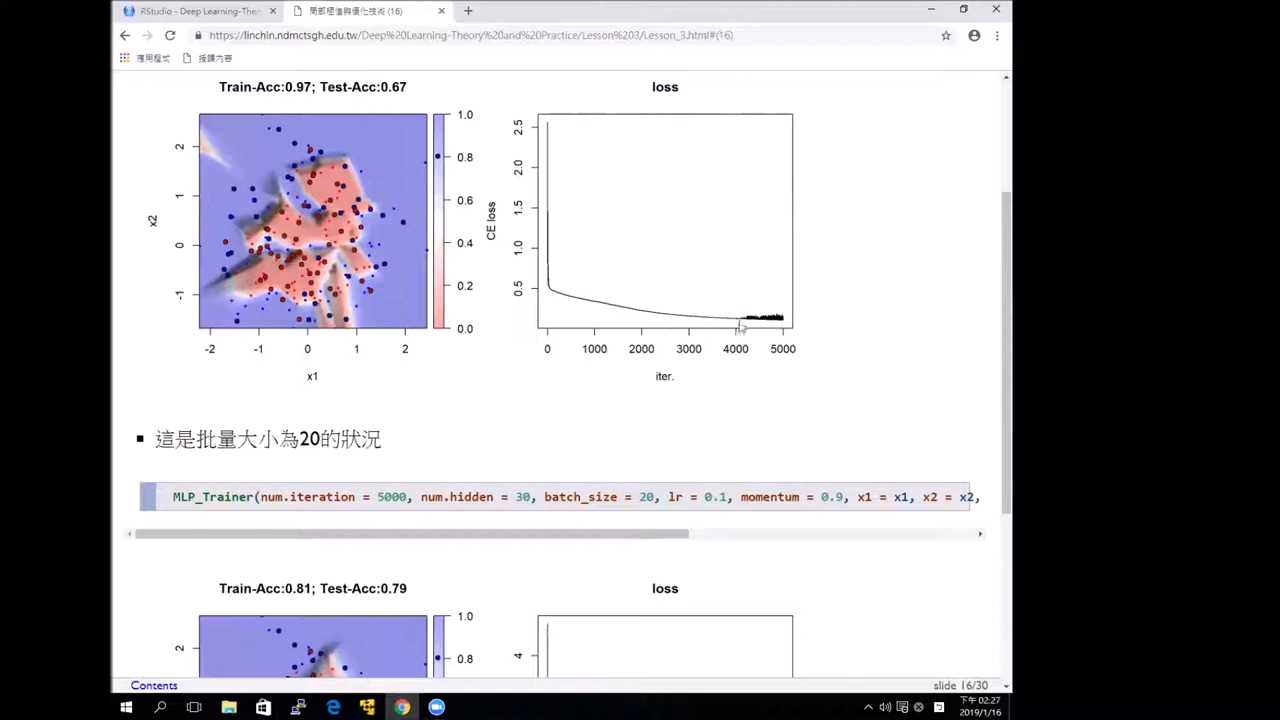 RStudio - Deep Learning-The
局部極值與優化技術 (16)
https://linchin.ndmctsgh.edu.tw/Deep%20Learning-Theory%20and%20Practice/Lesson%203/Lesson_3.html#(16)
應用程式 授課內容
Train-Acc:0.97; Test-Acc:0.67
loss
x2
2
1
0
-1
1.0
0.8
0.6
0.4
0.2
0.0
-2 -1 0 1 2
x1
CE loss
2.5
2.0
1.5
1.0
0.5
0 1000 2000 3000 4000 5000
iter.
這是批量大小為20的狀況
MLP_Trainer(num.iteration = 5000, num.hidden = 30, batch_size = 20, lr = 0.1, momentum = 0.9, x1 = x1, x2 = x2,
Train-Acc:0.81; Test-Acc:0.79
loss
2
1.0
0.8
4
Contents
slide 16/30
下午 02:27
2019/1/16